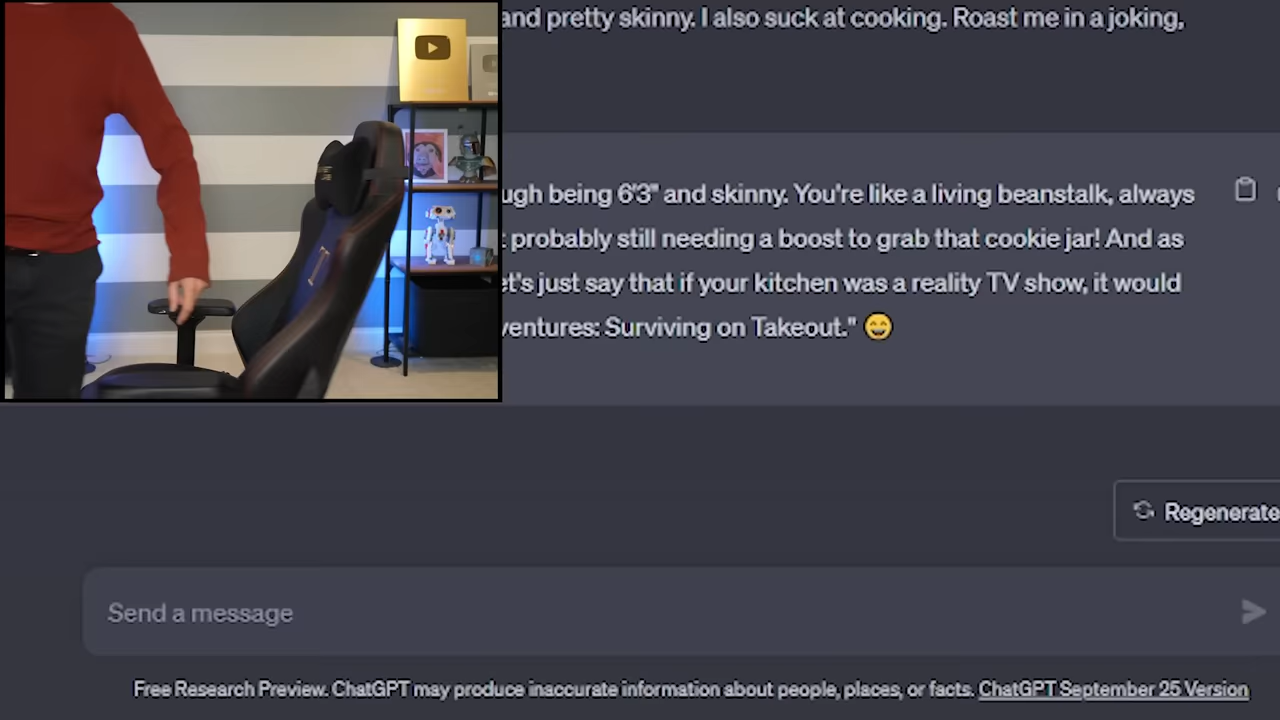 and pretty skinny. I also suck at cooking. Roast me in a joking,
ugh being 6'3" and skinny. You're like a living beanstalk, always
probably still needing a boost to grab that cookie jar! And as
et's just say that if your kitchen was a reality TV show, it would
ventures: Surviving on Takeout." 😄
Regenerate
Send a message
Free Research Preview. ChatGPT may produce inaccurate information about people, places, or facts. ChatGPT September 25 Version